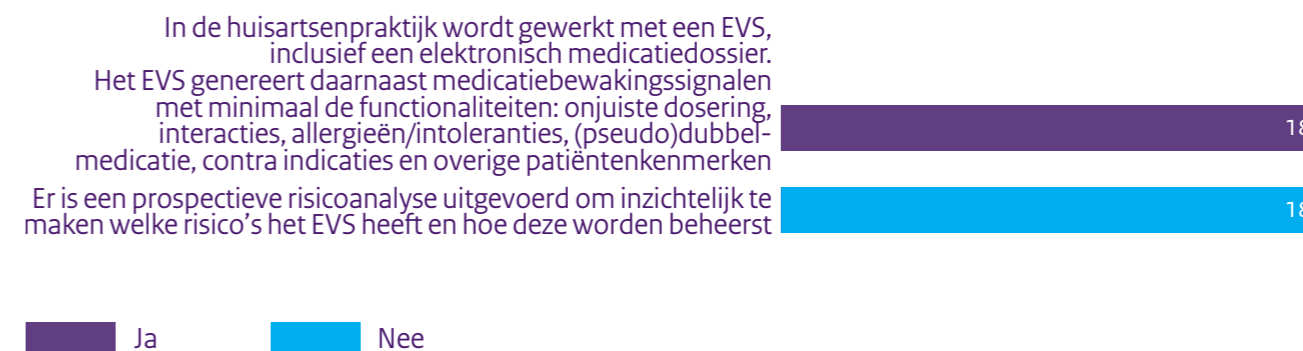 In de huisartsenpraktijk wordt gewerkt met een EVS,
inclusief een elektronisch medicatiedossier.
Het EVS genereert daarnaast medicatiebewakingssignalen
met minimaal de functionaliteiten: onjuiste dosering,
interacties, allergieën/intoleranties, (pseudo)dubbel-
medicatie, contra indicaties en overige patiëntenkenmerken
18
Er is een prospectieve risicoanalyse uitgevoerd om inzichtelijk te
maken welke risico's het EVS heeft en hoe deze worden beheerst
18
Ja
Nee